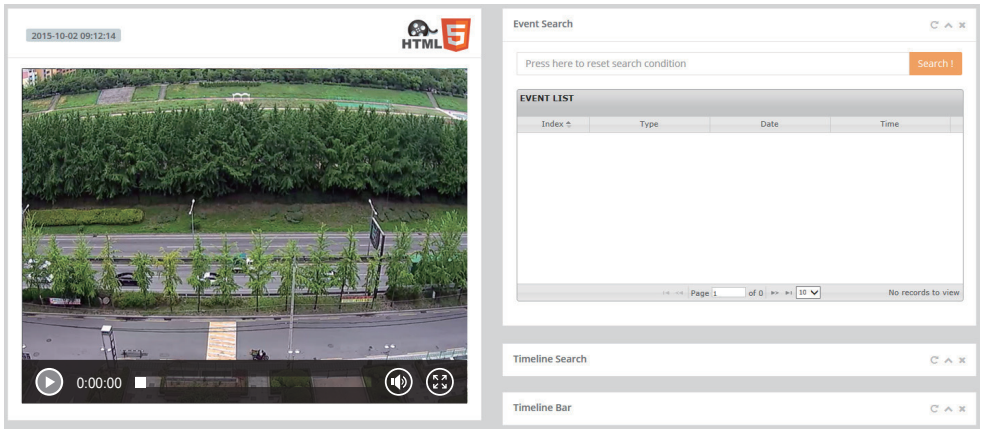 2015-10-02 09:12:14
HTML
5
0:00:00
Event Search
Press here to reset search condition
Search !
EVENT LIST
Index Type Date Time
Page 1 of 0 10 No records to view
Timeline Search
Timeline Bar